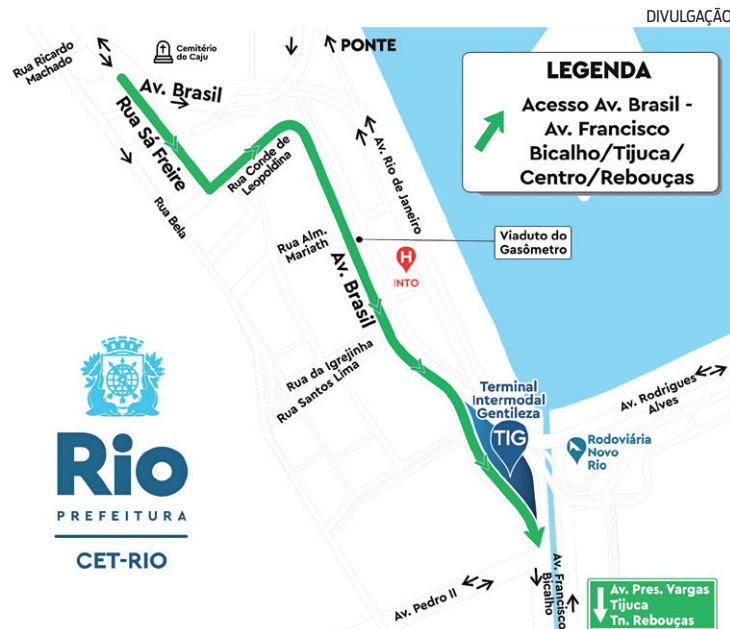 DIVULGAÇÃO
Rua Ricardo
Machado
Cemitério
do Caju
PONTE
Av. Brasil
LEGENDA
Acesso Av. Brasil -
Av. Francisco
Bicalho/Tijuca/
Centro/Rebouças
Rua Sá Freire
Rua Conde de
Leopoldina
Av. Rio de Janeiro
Rua Bela
Rua Alm.
Mariath
Viaduto do
Gasômetro
H
INTO
Av. Brasil
Rua da Igrejinha
Rua Santos Lima
Terminal
Intermodal
Gentileza
TIG
Av. Rodrigues
Alves
Rodoviária
Novo
Rio
Rio
PREFEITURA
CET-RIO
Av. Pedro II
Av. Francisco
Bicalho
Av. Pres. Vargas
Tijuca
Tn. Rebouças